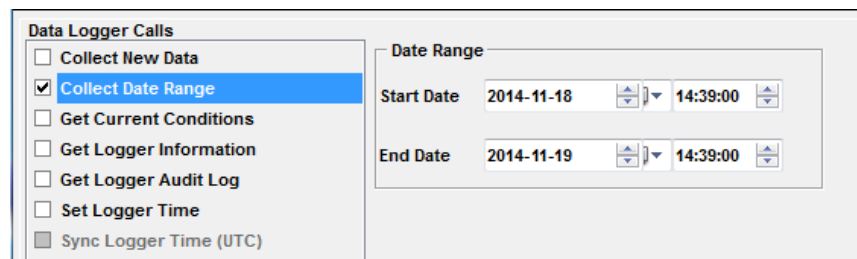 Data Logger Calls
Collect New Data
Collect Date Range
Get Current Conditions
Get Logger Information
Get Logger Audit Log
Set Logger Time
Sync Logger Time (UTC)
Date Range
Start Date 2014-11-18 14:39:00
End Date 2014-11-19 14:39:00